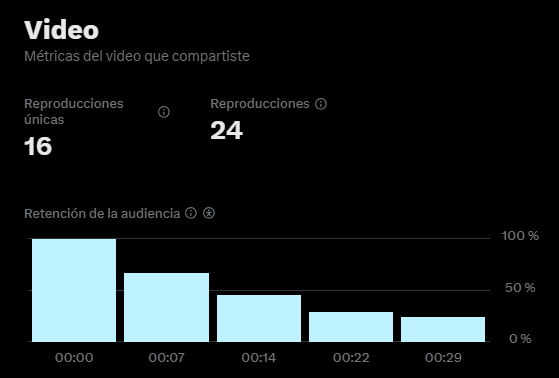 Video
Métricas del video que compartiste
Reproducciones
únicas
16
Reproducciones
24
Retención de la audiencia
100 %
50 %
0 %
00:00 00:07 00:14 00:22 00:29